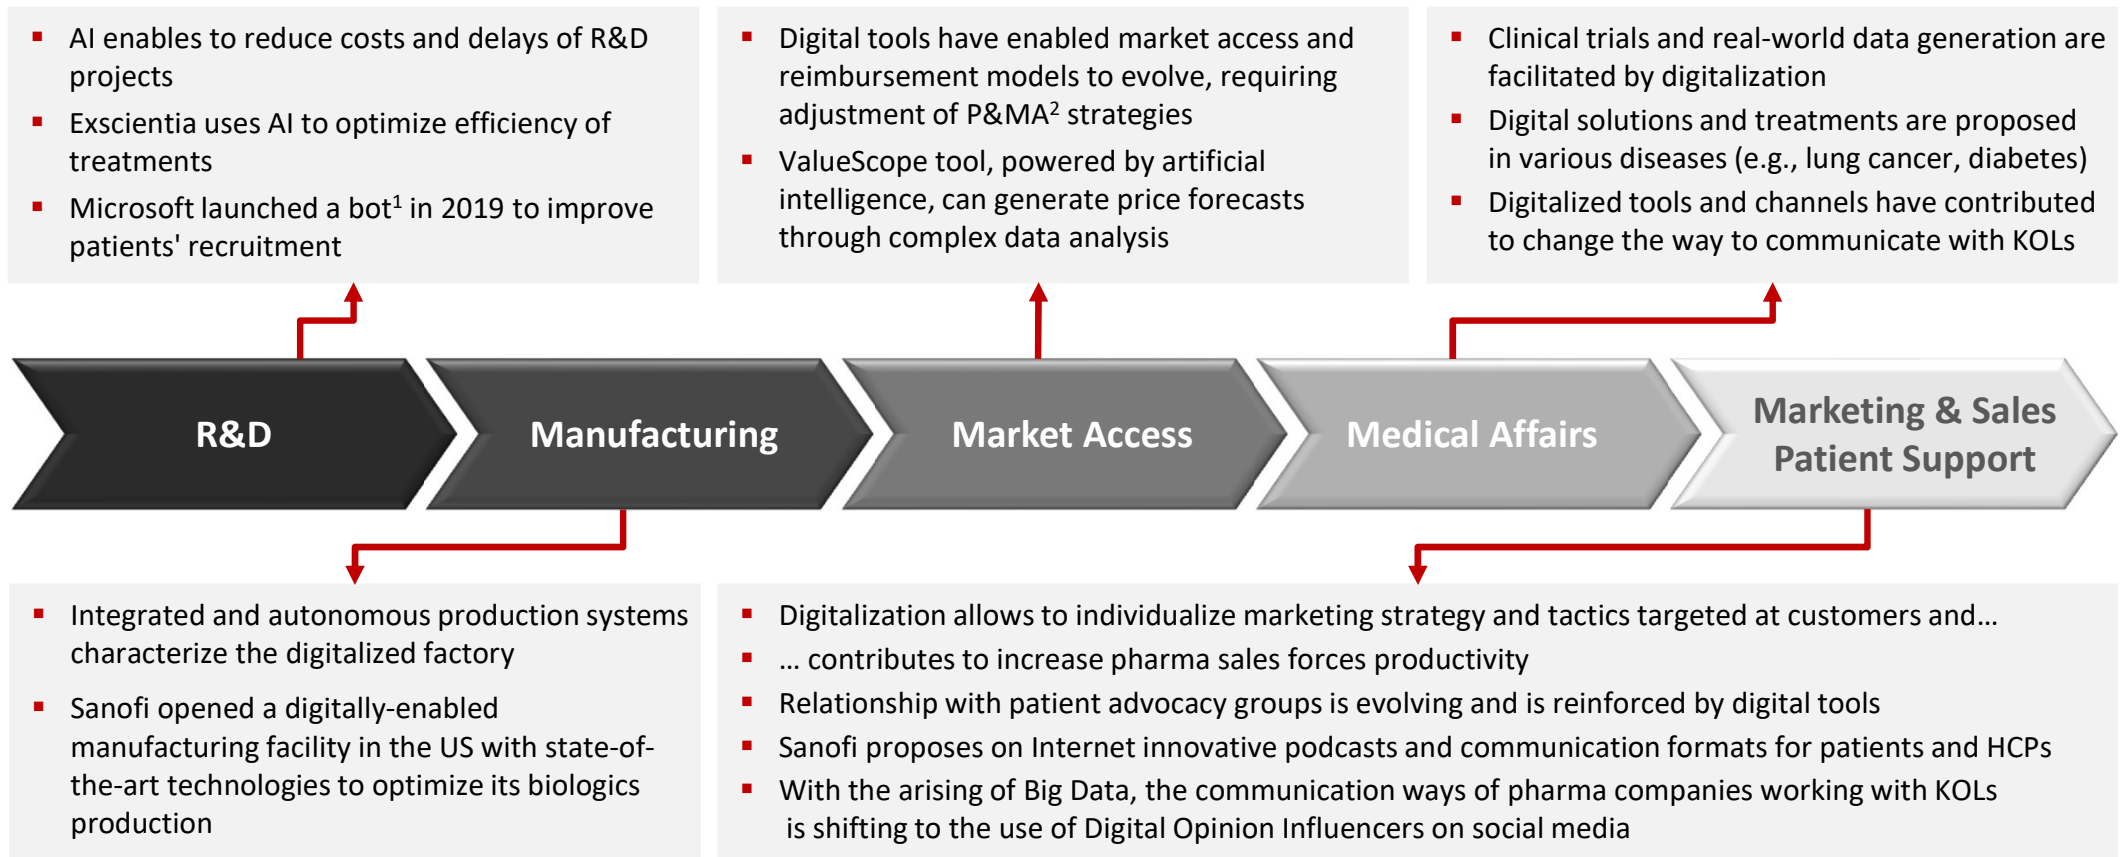 ▪ AI enables to reduce costs and delays of R&D
projects
▪ Exscientia uses AI to optimize efficiency of
treatments
▪ Microsoft launched a bot¹ in 2019 to improve
patients' recruitment
▪ Digital tools have enabled market access and
reimbursement models to evolve, requiring
adjustment of P&MA² strategies
▪ ValueScope tool, powered by artificial
intelligence, can generate price forecasts
through complex data analysis
▪ Clinical trials and real-world data generation are
facilitated by digitalization
▪ Digital solutions and treatments are proposed
in various diseases (e.g., lung cancer, diabetes)
▪ Digitalized tools and channels have contributed
to change the way to communicate with KOLs
R&D
Manufacturing
Market Access
Medical Affairs
Marketing & Sales
Patient Support
▪ Integrated and autonomous production systems
characterize the digitalized factory
▪ Sanofi opened a digitally-enabled
manufacturing facility in the US with state-of-
the-art technologies to optimize its biologics
production
▪ Digitalization allows to individualize marketing strategy and tactics targeted at customers and…
▪ … contributes to increase pharma sales forces productivity
▪ Relationship with patient advocacy groups is evolving and is reinforced by digital tools
▪ Sanofi proposes on Internet innovative podcasts and communication formats for patients and HCPs
▪ With the arising of Big Data, the communication ways of pharma companies working with KOLs
is shifting to the use of Digital Opinion Influencers on social media